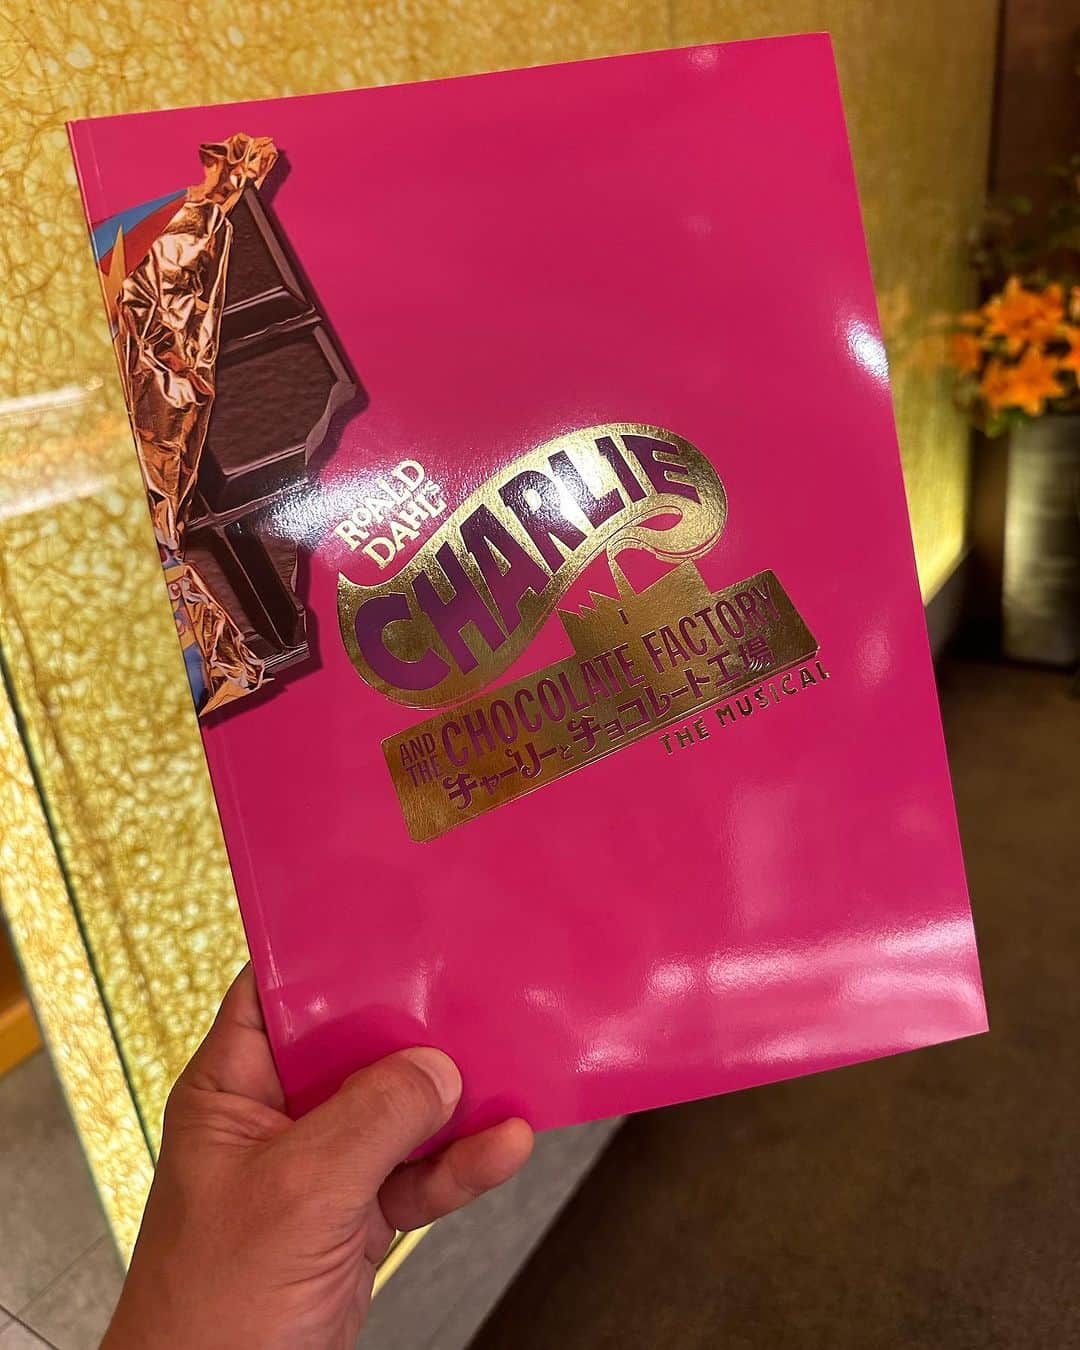 ROALD
DAHL'S
CHARLIE
AND
THE
CHOCOLATE FACTORY
チャーリーとチョコレート工場
THE MUSICAL